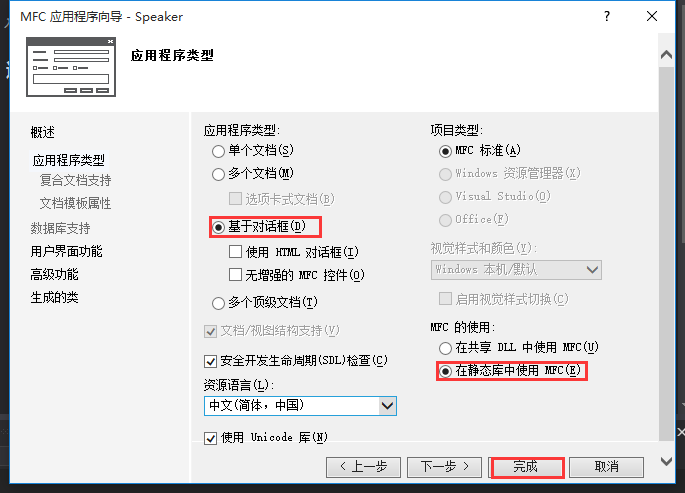 MFC 应用程序向导 - Speaker
?
应用程序类型
概述
应用程序类型
复合文档支持
文档模板属性
数据库支持
用户界面功能
高级功能
生成的类
应用程序类型:
单个文档(S)
多个文档(M)
选项卡式文档(B)
基于对话框(D)
使用 HTML 对话框(I)
无增强的 MFC 控件(O)
多个顶级文档(T)
文档/视图结构支持(V)
安全开发生命周期(SDL)检查(C)
资源语言(L):
中文(简体, 中国)
使用 Unicode 库(N)
项目类型:
MFC 标准(A)
Windows 资源管理器(X)
Visual Studio(O)
Office(F)
视觉样式和颜色(Y):
Windows 本机/默认
启用视觉样式切换(C)
MFC 的使用:
在共享 DLL 中使用 MFC(U)
在静态库中使用 MFC(E)
< 上一步
下一步 >
完成
取消